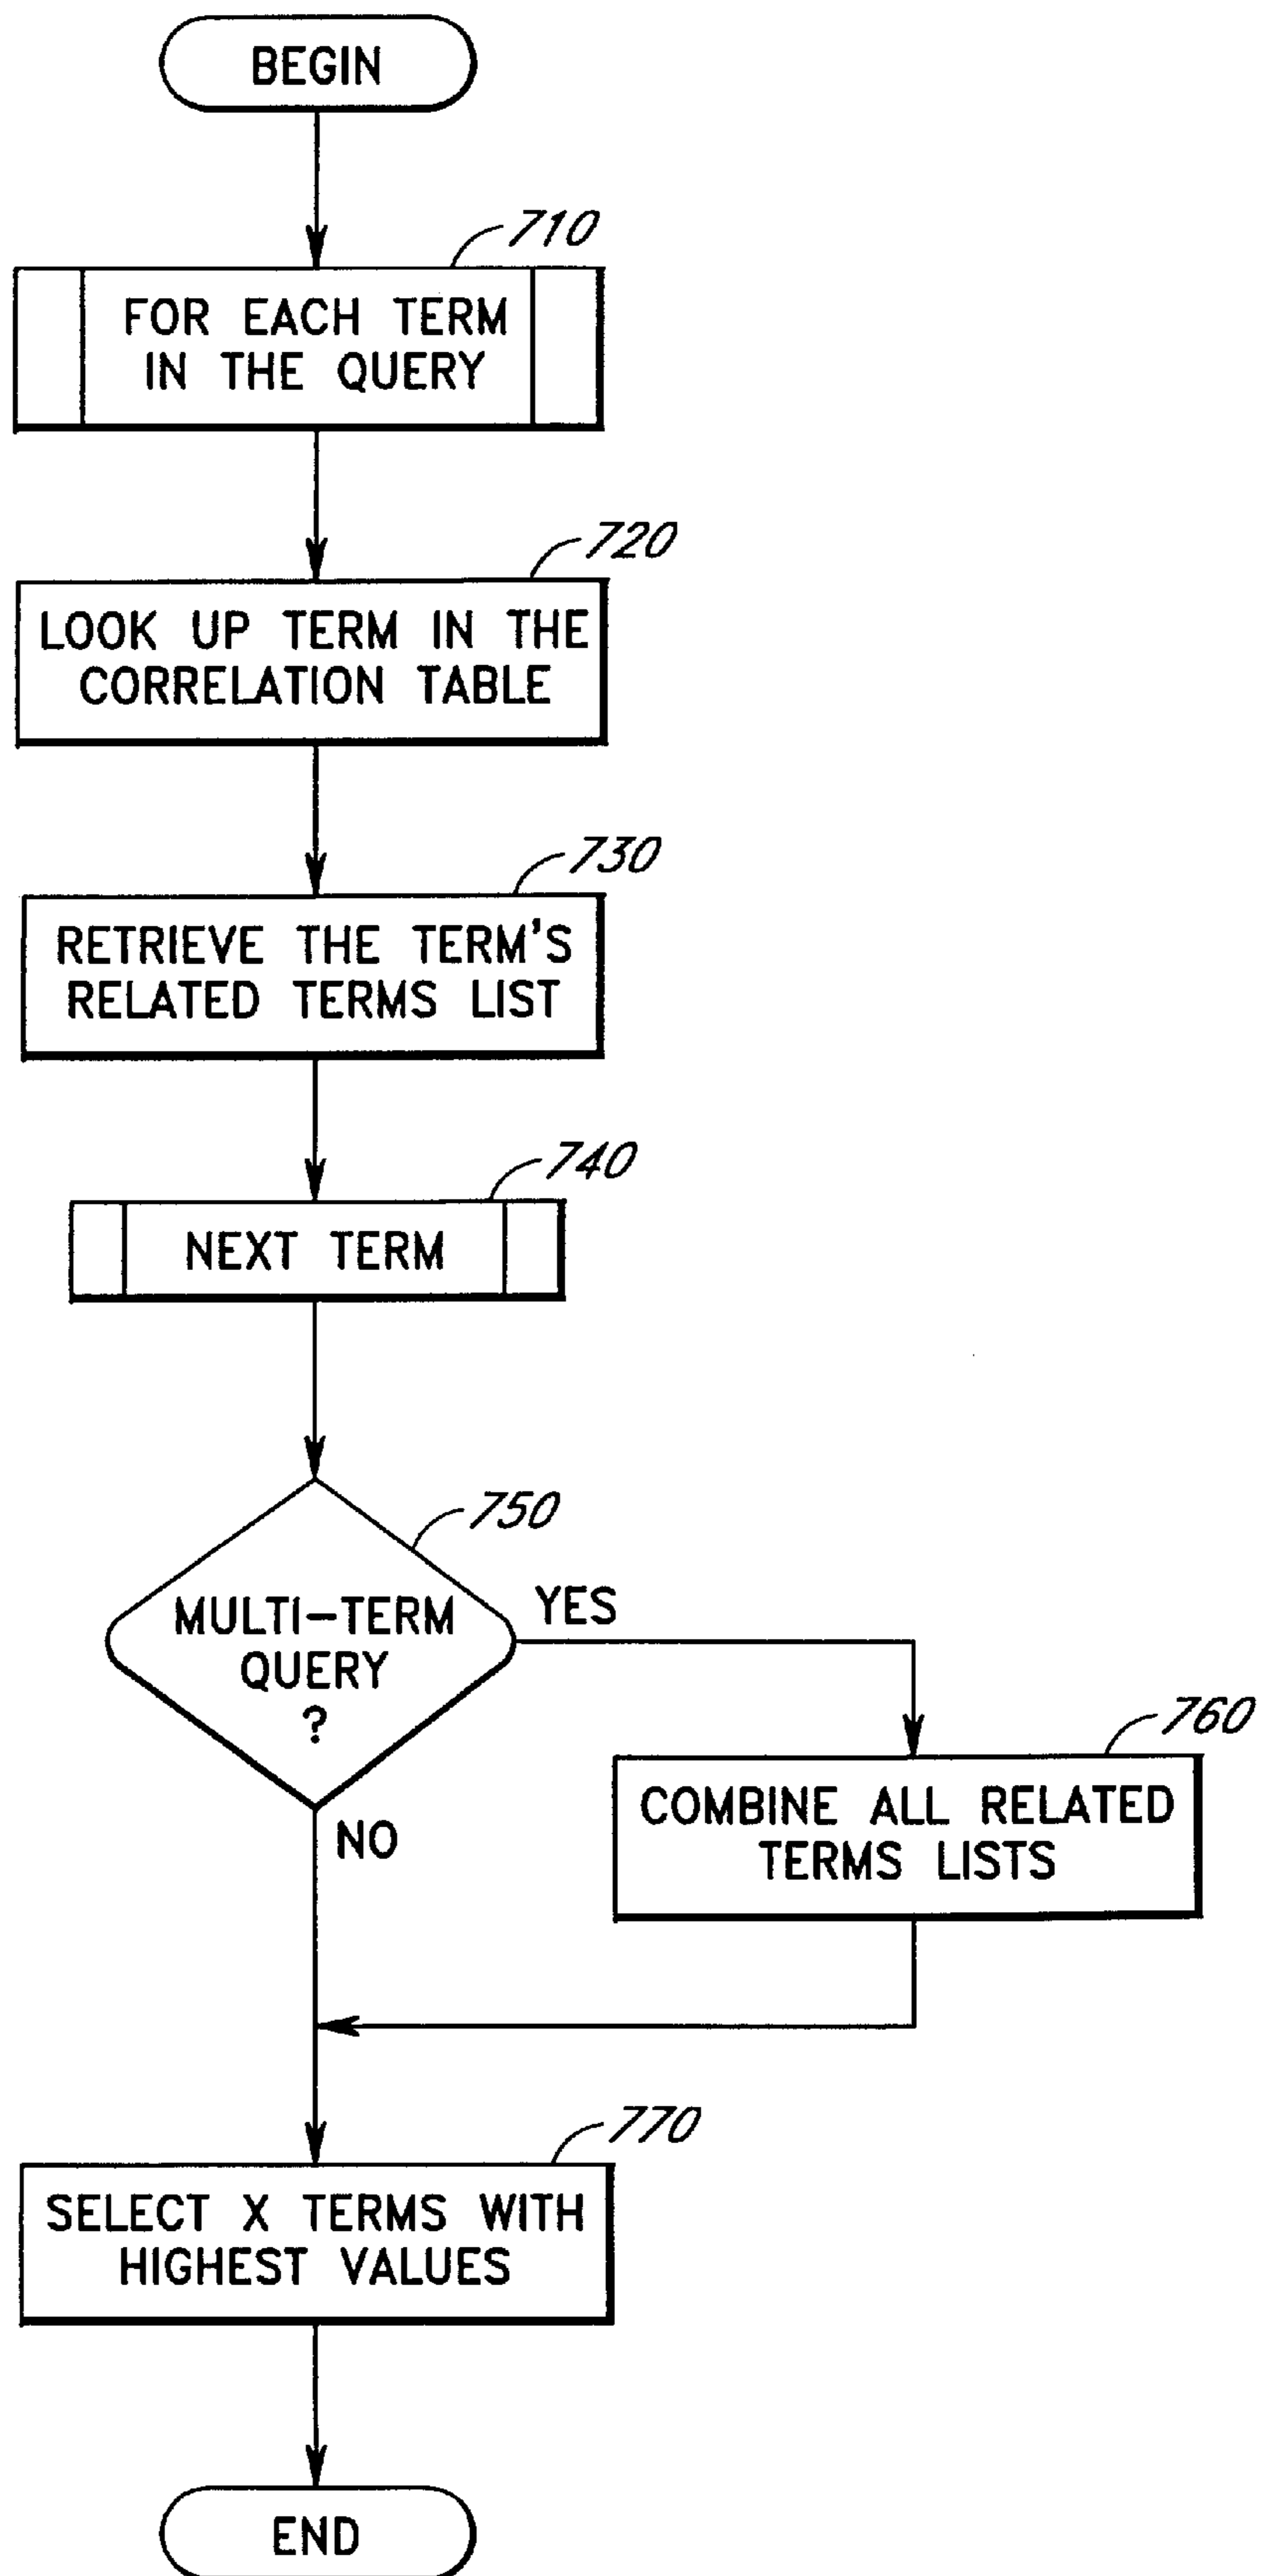 BEGIN
710
FOR EACH TERM
IN THE QUERY
720
LOOK UP TERM IN THE
CORRELATION TABLE
730
RETRIEVE THE TERM'S
RELATED TERMS LIST
740
NEXT TERM
750
MULTI-TERM
QUERY
?
YES
NO
760
COMBINE ALL RELATED
TERMS LISTS
770
SELECT X TERMS WITH
HIGHEST VALUES
END